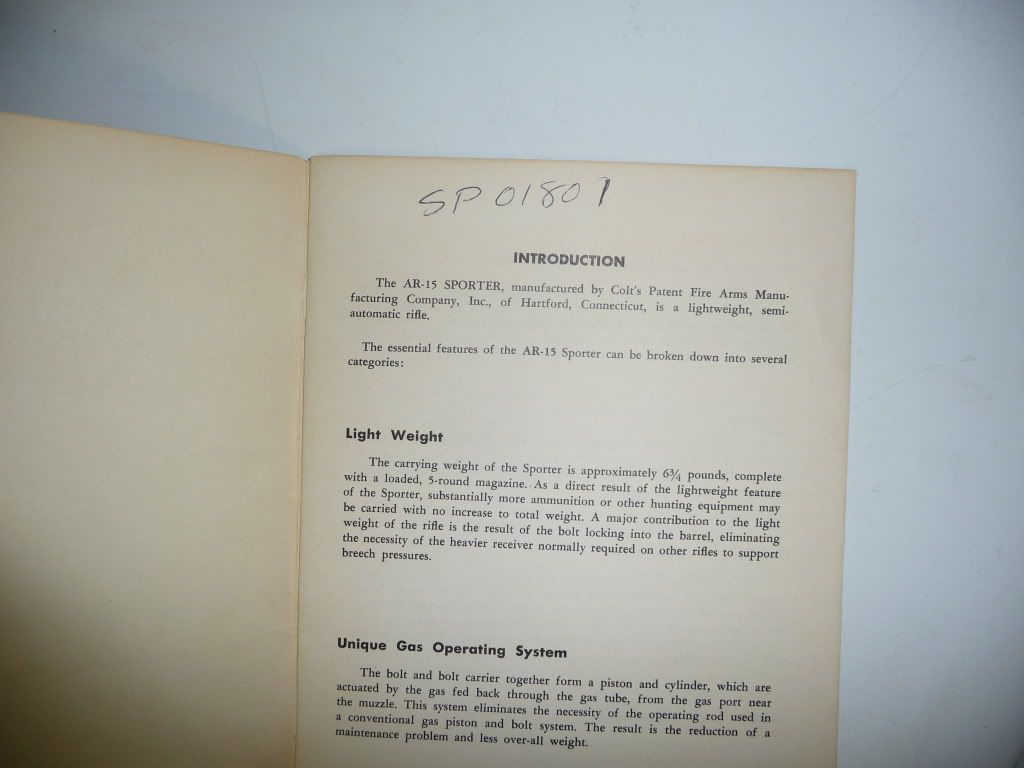 SP 01807
INTRODUCTION
The AR-15 SPORTER, manufactured by Colt's Patent Fire Arms Manu-
facturing Company, Inc., of Hartford, Connecticut, is a lightweight, semi-
automatic rifle.
The essential features of the AR-15 Sporter can be broken down into several
categories:
Light Weight
The carrying weight of the Sporter is approximately 6¾ pounds, complete
with a loaded, 5-round magazine. As a direct result of the lightweight feature
of the Sporter, substantially more ammunition or other hunting equipment may
be carried with no increase to total weight. A major contribution to the light
weight of the rifle is the result of the bolt locking into the barrel, eliminating
the necessity of the heavier receiver normally required on other rifles to support
breech pressures.
Unique Gas Operating System
The bolt and bolt carrier together form a piston and cylinder, which are
actuated by the gas fed back through the gas tube, from the gas port near
the muzzle. This system eliminates the necessity of the operating rod used in
a conventional gas piston and bolt system. The result is the reduction of a
maintenance problem and less over-all weight.